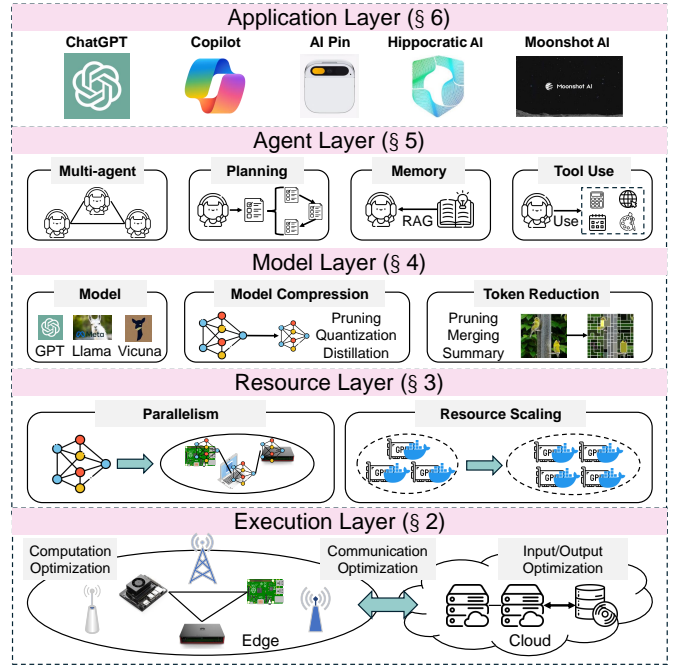 Application Layer (§ 6)
ChatGPT
Copilot
AI Pin
Hippocratic AI
Moonshot AI
Moonshot AI
Agent Layer (§ 5)
Multi-agent
Planning
Memory
Tool Use
RAG
Use
Model Layer (§ 4)
Model
Model Compression
Token Reduction
Meta
GPT
Llama
Vicuna
Pruning
Quantization
Distillation
Pruning
Merging
Summary
Resource Layer (§ 3)
Parallelism
Resource Scaling
Execution Layer (§ 2)
Computation
Optimization
Communication
Optimization
Input/Output
Optimization
Edge
Cloud